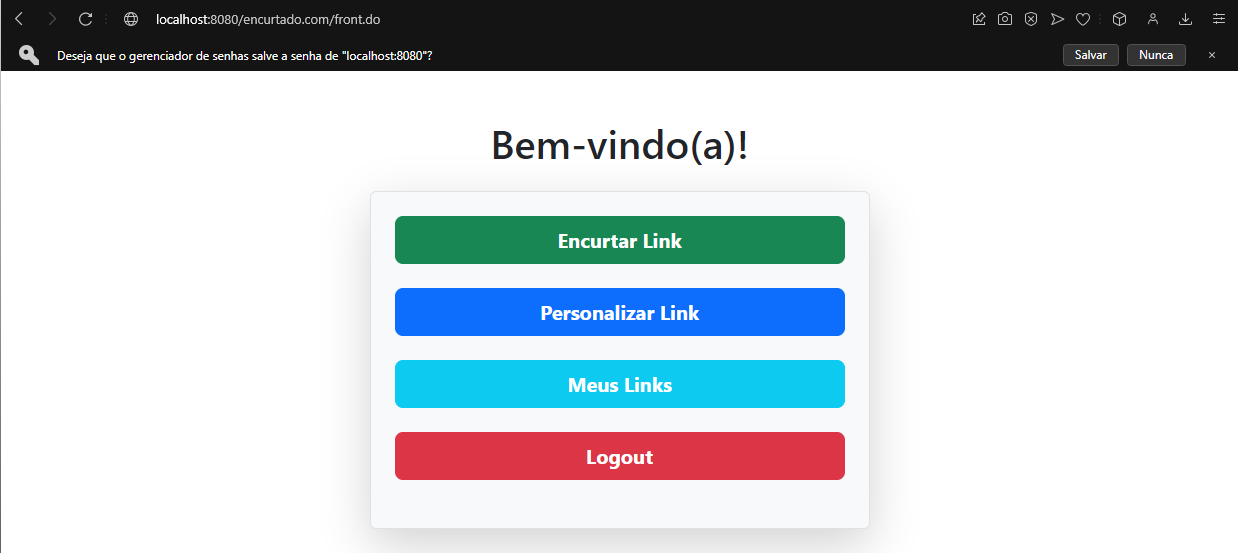 localhost:8080/encurtado.com/front.do
Deseja que o gerenciador de senhas salve a senha de "localhost:8080"?
Salvar
Nunca
Bem-vindo(a)!
Encurtar Link
Personalizar Link
Meus Links
Logout